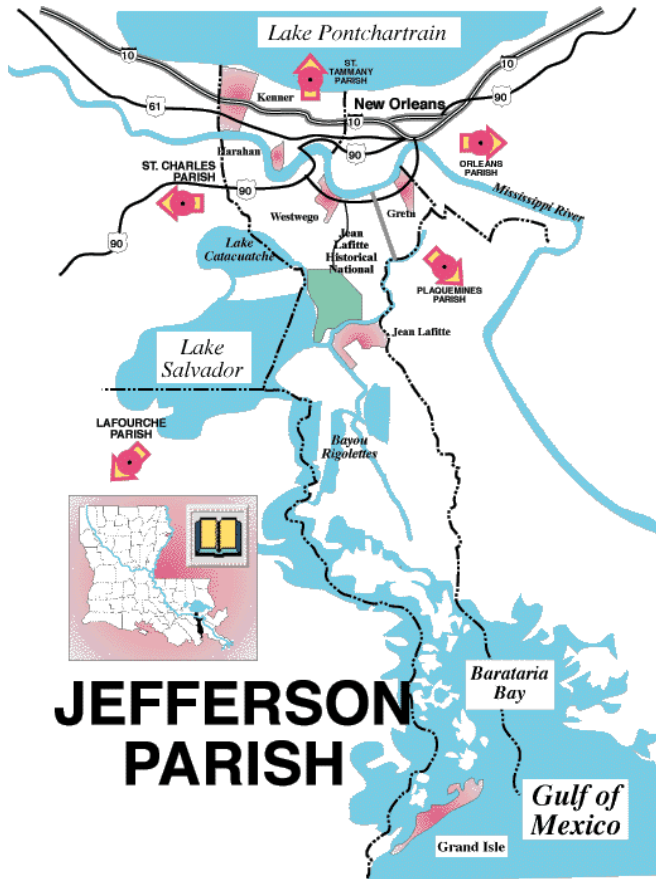 Lake Pontchartrain
10
ST.
TAMMANY
PARISH
10
Kenner
New Orleans
90
61
10
Harahan
90
ORLEANS
PARISH
ST. CHARLES
PARISH
90
Mississippi River
Westwego
Gretn
90
Lake
Catacuatche
Jean
Lafitte
Historical
National
PLAQUEMINES
PARISH
Jean Lafitte
Lake
Salvador
LAFOURCHE
PARISH
Bayou
Rigolettes
Barataria
Bay
JEFFERSON
PARISH
Gulf of
Mexico
Grand Isle